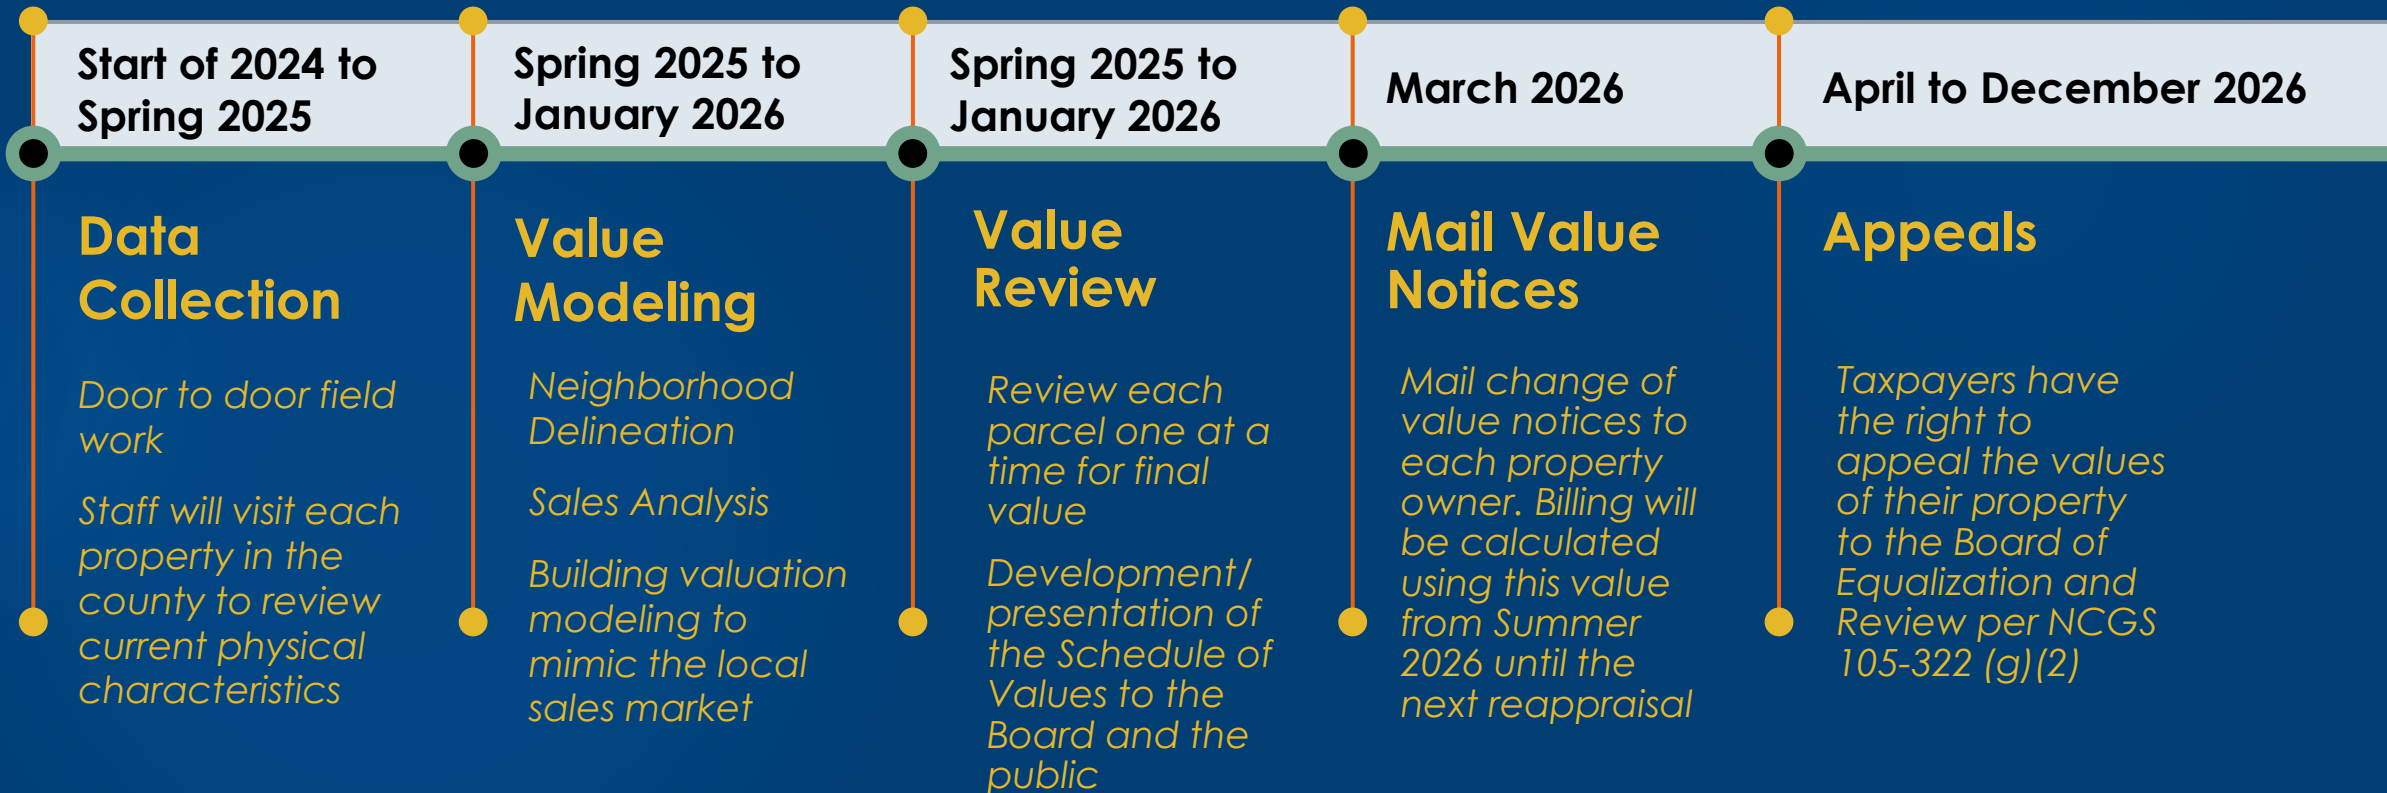 Start of 2024 to
Spring 2025
Spring 2025 to
January 2026
Spring 2025 to
January 2026
March 2026
April to December 2026
Data
Collection
Door to door field
work
Staff will visit each
property in the
county to review
current physical
characteristics
Value
Modeling
Neighborhood
Delineation
Sales Analysis
Building valuation
modeling to
mimic the local
sales market
Value
Review
Review each
parcel one at a
time for final
value
Development/
presentation of
the Schedule of
Values to the
Board and the
public
Mail Value
Notices
Mail change of
value notices to
each property
owner. Billing will
be calculated
using this value
from Summer
2026 until the
next reappraisal
Appeals
Taxpayers have
the right to
appeal the values
of their property
to the Board of
Equalization and
Review per NCGS
105-322 (g)(2)